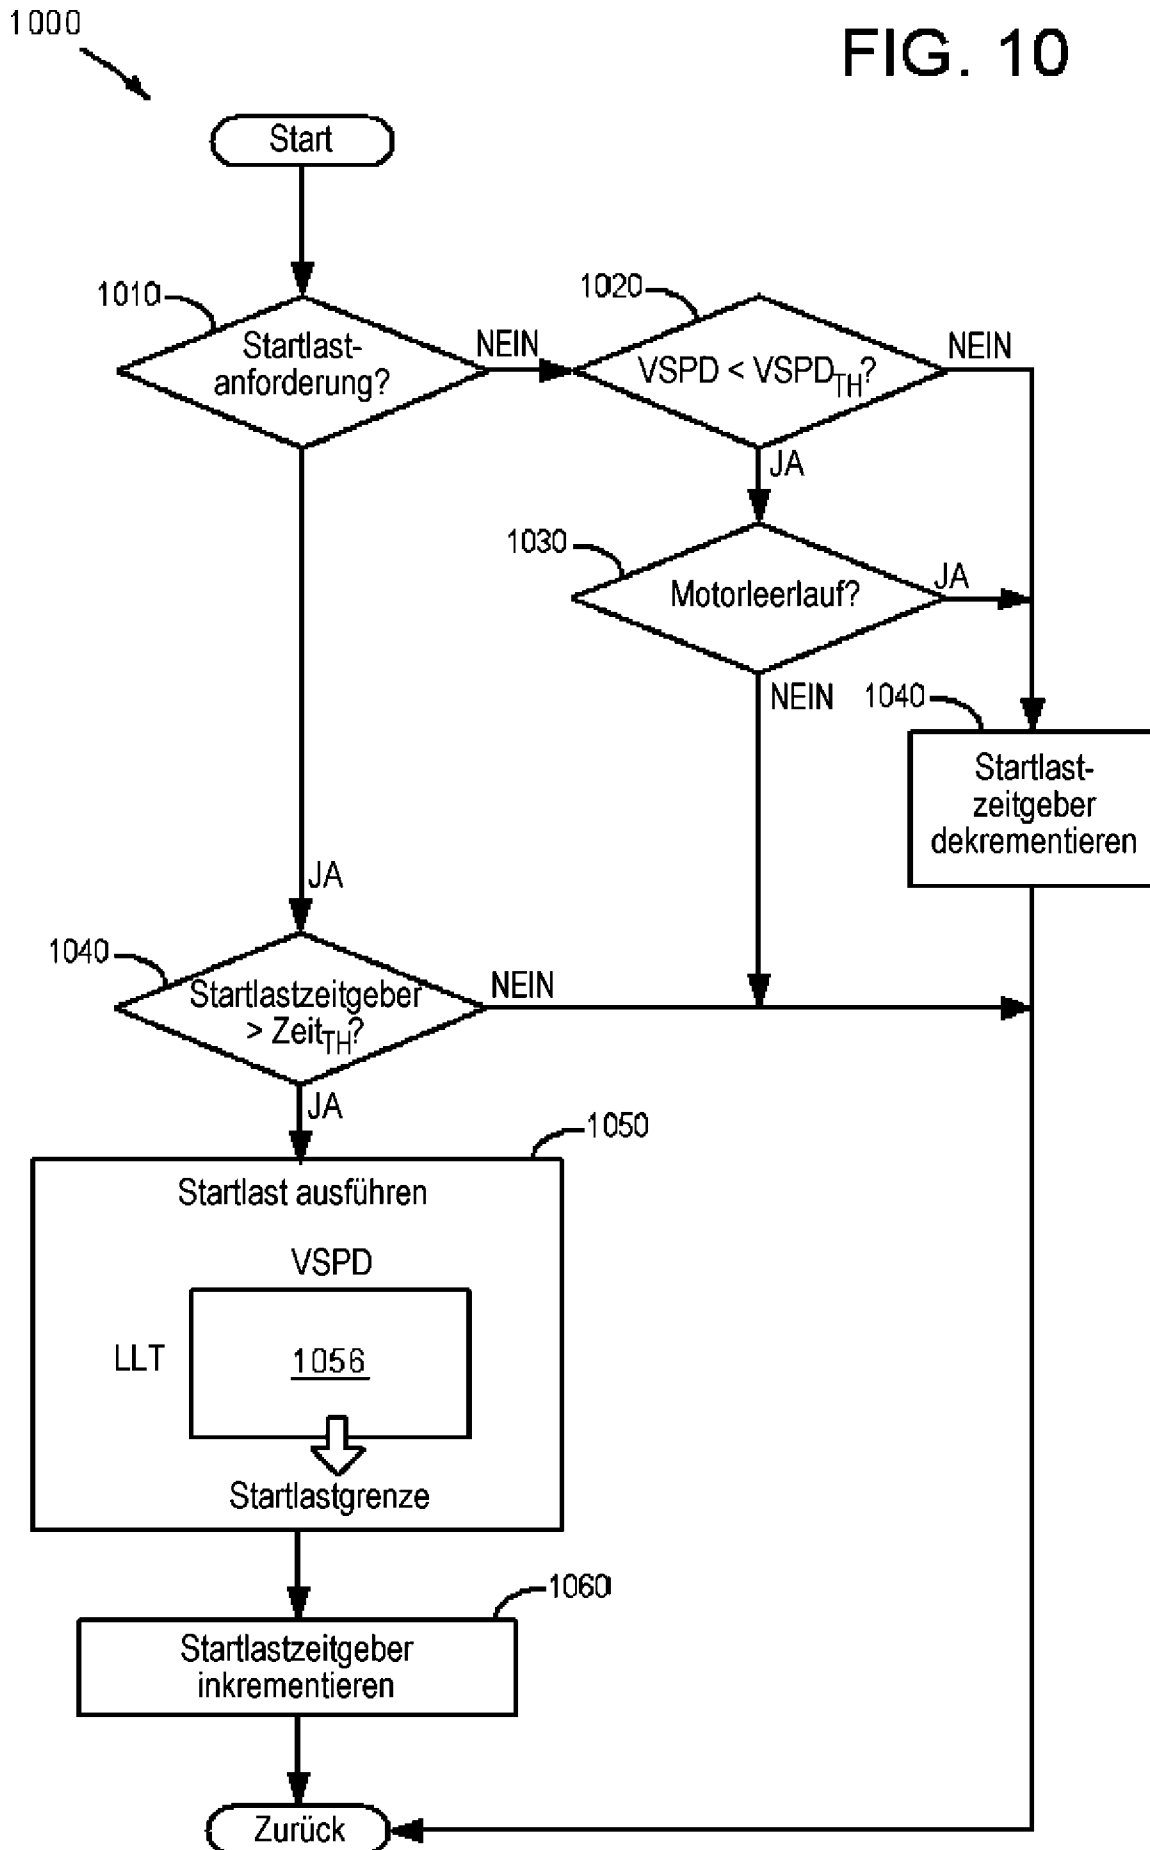 1000
FIG. 10
Start
1010
Startlast-
anforderung?
NEIN
1020
VSPD < VSPDTH?
NEIN
JA
1030
Motorleerlauf?
JA
NEIN
1040
Startlast-
zeitgeber
dekrementieren
JA
1040
Startlastzeitgeber
> ZeitTH?
NEIN
JA
1050
Startlast ausführen
VSPD
LLT
1056
Startlastgrenze
1060
Startlastzeitgeber
inkrementieren
Zurück